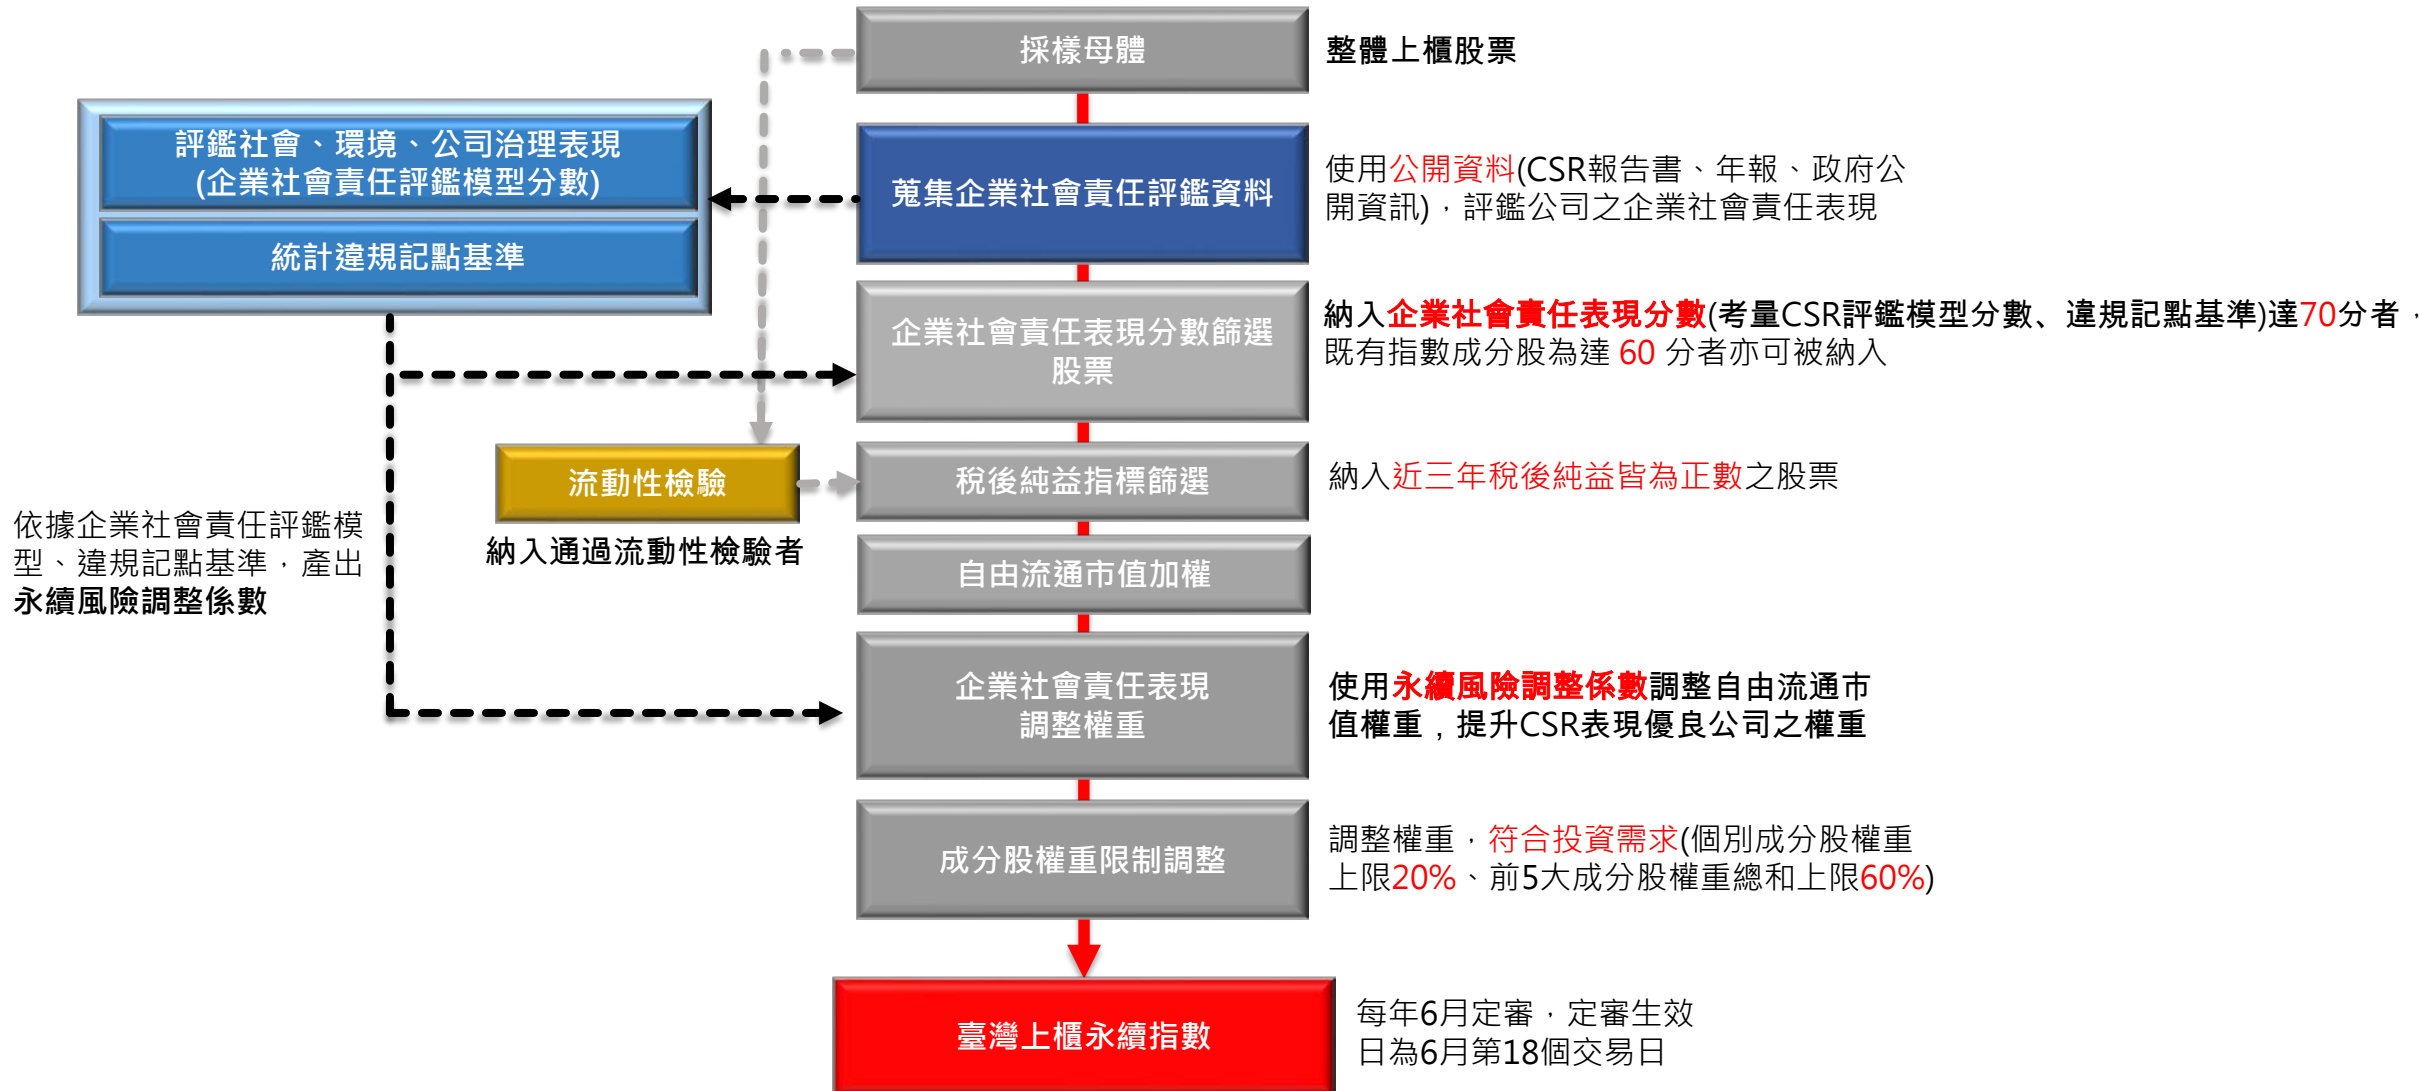 採樣母體
整體上櫃股票
評鑑社會、環境、公司治理表現
(企業社會責任評鑑模型分數)
統計違規記點基準
蒐集企業社會責任評鑑資料
使用公開資料(CSR報告書、年報、政府公
開資訊)，評鑑公司之企業社會責任表現
企業社會責任表現分數篩選
股票
納入企業社會責任表現分數(考量CSR評鑑模型分數、違規記點基準)達70分者，
既有指數成分股為達 60 分者亦可被納入
流動性檢驗
納入通過流動性檢驗者
稅後純益指標篩選
納入近三年稅後純益皆為正數之股票
依據企業社會責任評鑑模
型、違規記點基準，產出
永續風險調整係數
自由流通市值加權
企業社會責任表現
調整權重
使用永續風險調整係數調整自由流通市
值權重，提升CSR表現優良公司之權重
成分股權重限制調整
調整權重，符合投資需求(個別成分股權重
上限20%、前5大成分股權重總和上限60%)
臺灣上櫃永續指數
每年6月定審，定審生效
日為6月第18個交易日